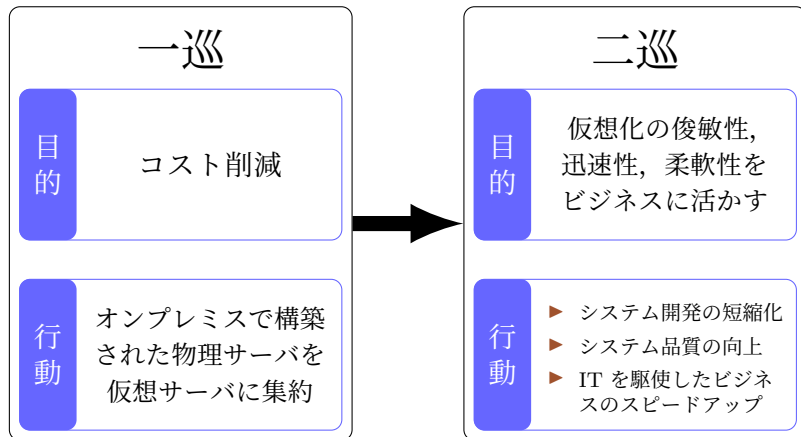 一巡
目的
コスト削減
行動
オンプレミスで構築
された物理サーバを
仮想サーバに集約
二巡
目的
仮想化の俊敏性,
迅速性, 柔軟性を
ビジネスに活かす
行動
システム開発の短縮化
システム品質の向上
IT を駆使したビジネ
スのスピードアップ